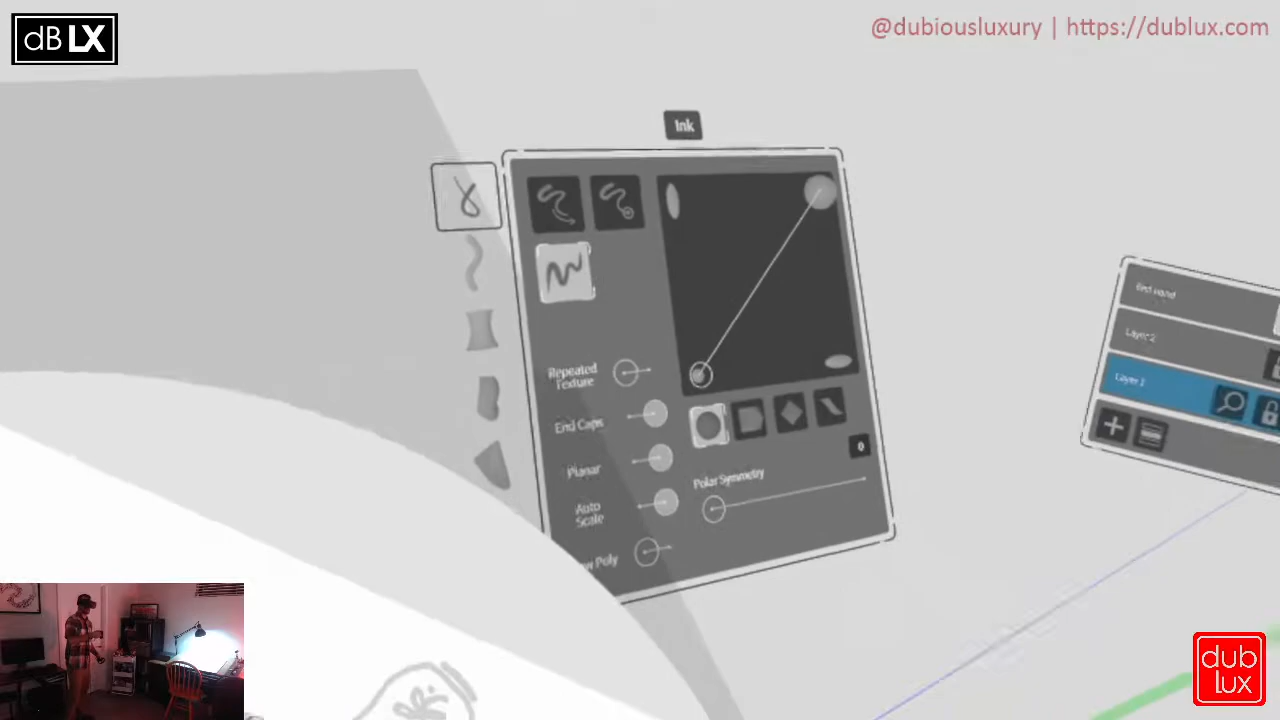 dB LX
@dubiousluxury | https://dublux.com
Ink
Layer 2
Repeated
Texture
End Caps
Planar
Auto
Scale
Poly
Polar Symmetry
0
dub
lux